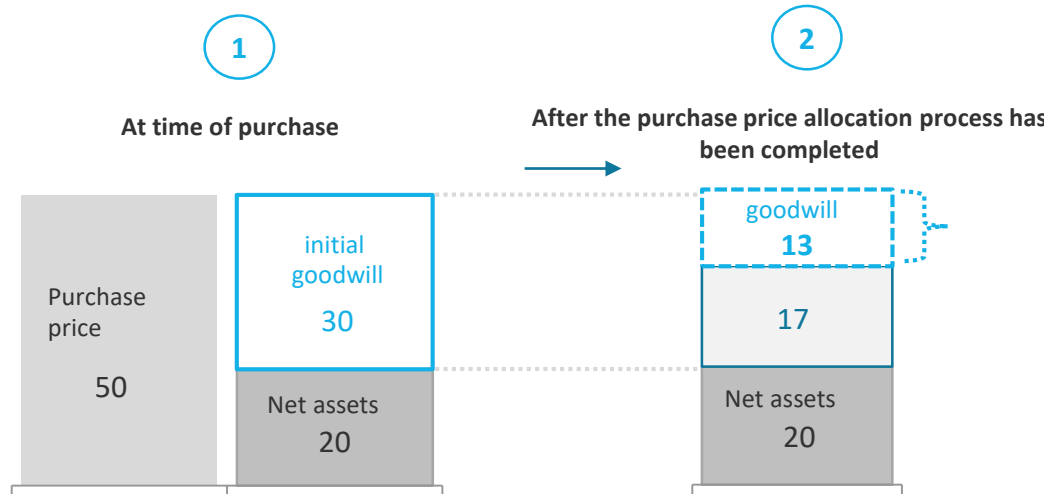 1
2
At time of purchase
After the purchase price allocation process has
been completed
initial
goodwill
30
goodwill
13
Purchase
price
50
17
Net assets
20
Net assets
20